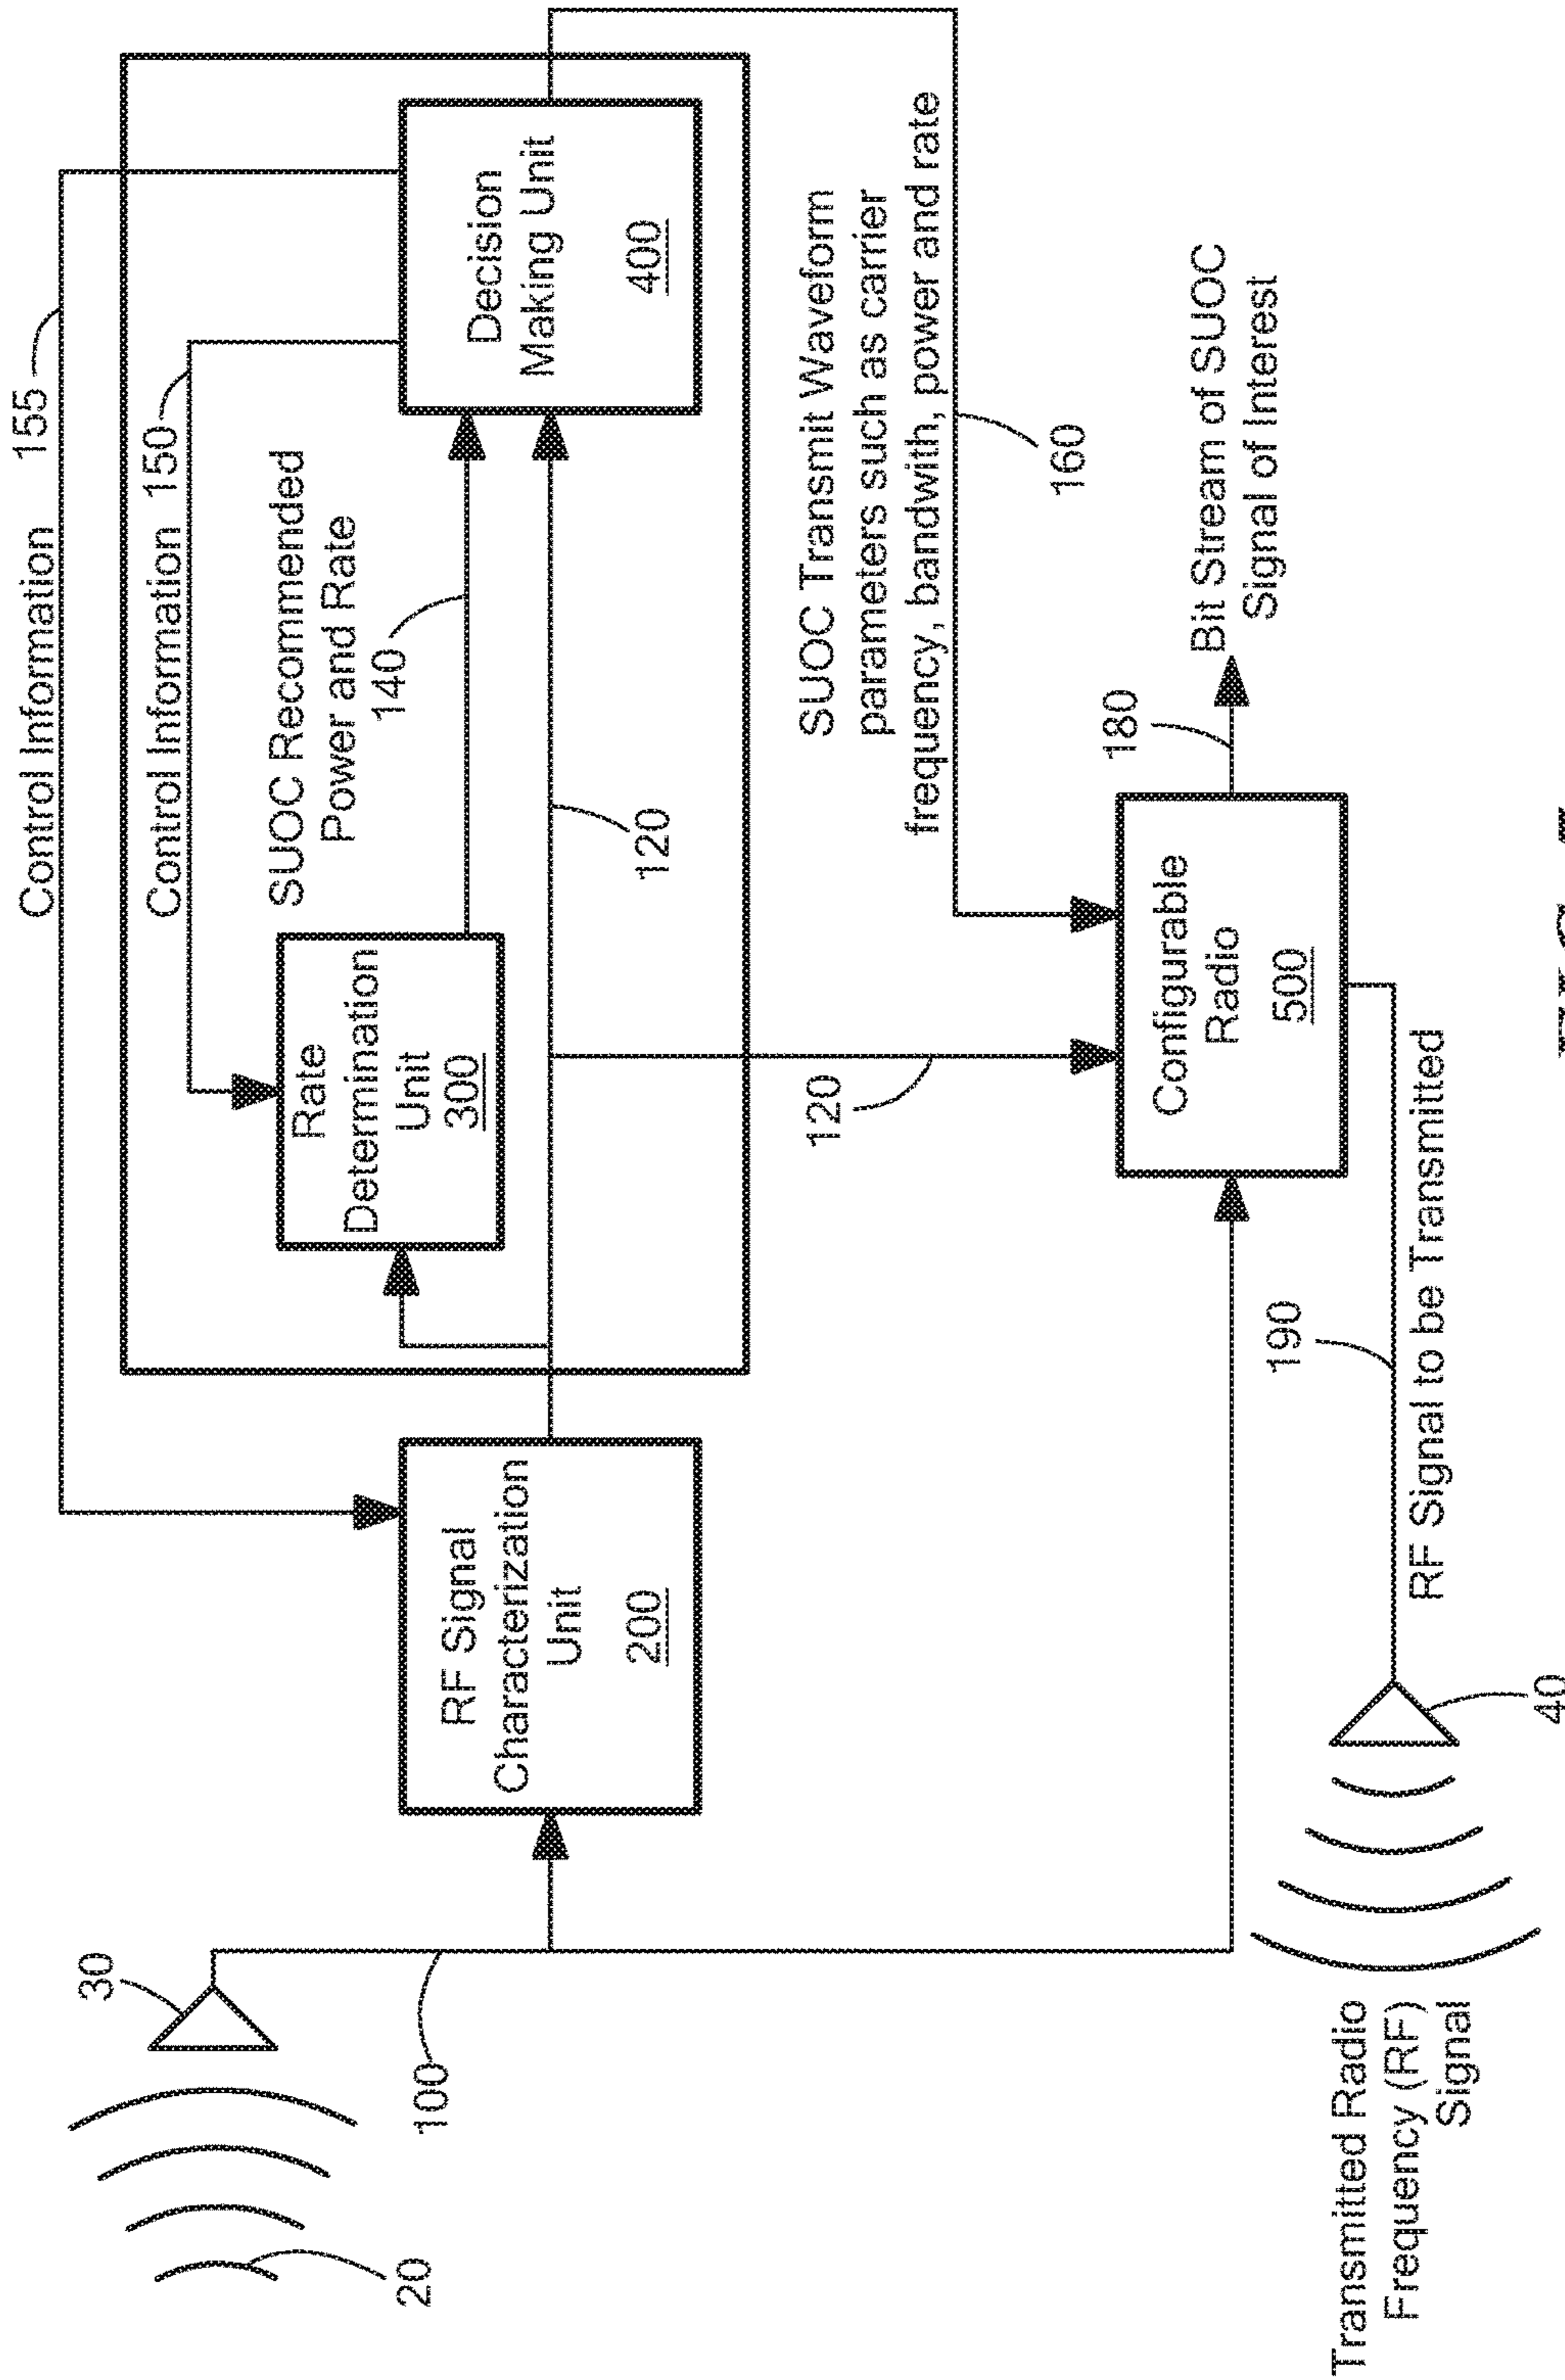 Control Information
155
Control Information
150
SUOC Recommended
Power and Rate
140
Rate
Determination
Unit
300
Decision
Making Unit
400
120
RF Signal
Characterization
Unit
200
30
100
20
SUOC Transmit Waveform
parameters such as carrier
frequency, bandwith, power and rate
160
120
Configurable
Radio
500
180
Bit Stream of SUOC
Signal of Interest
190
RF Signal to be Transmitted
40
Transmitted Radio
Frequency (RF)
Signal